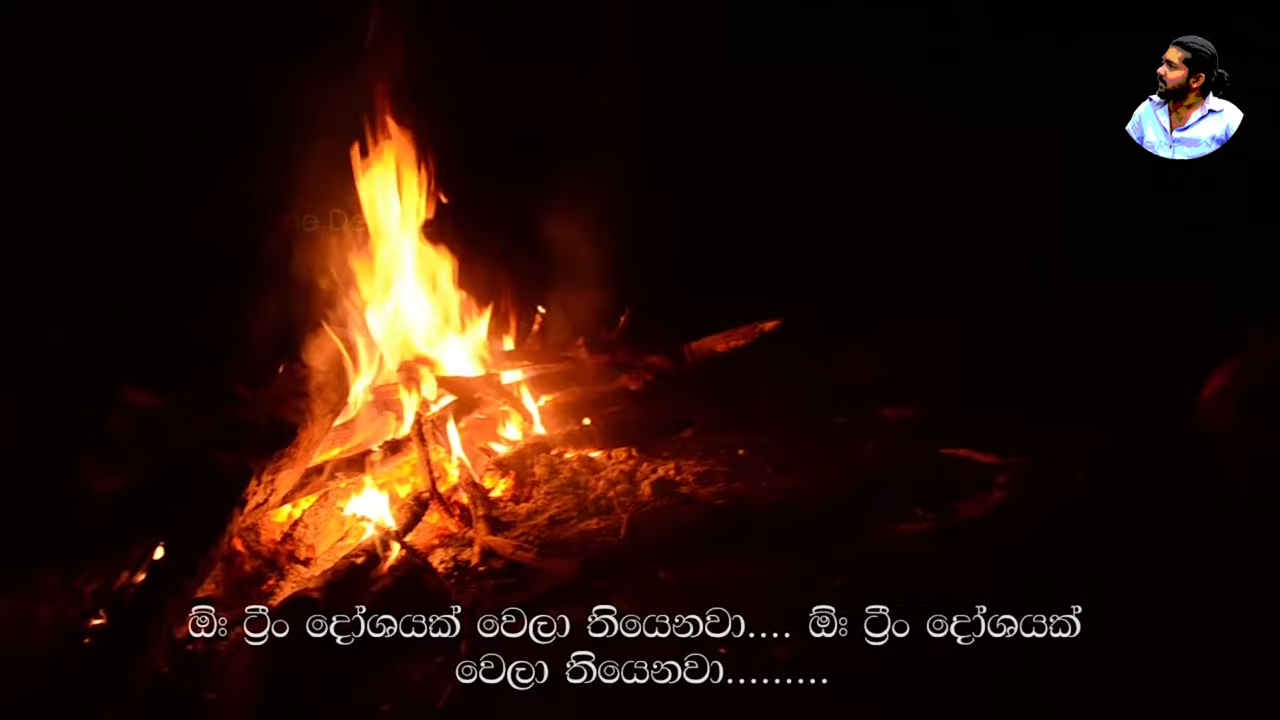 ඕඃ ට්‍රීං දෝශයක් වෙලා තියෙනවා.... ඕඃ ට්‍රීං දෝශයක්
වෙලා තියෙනවා.........